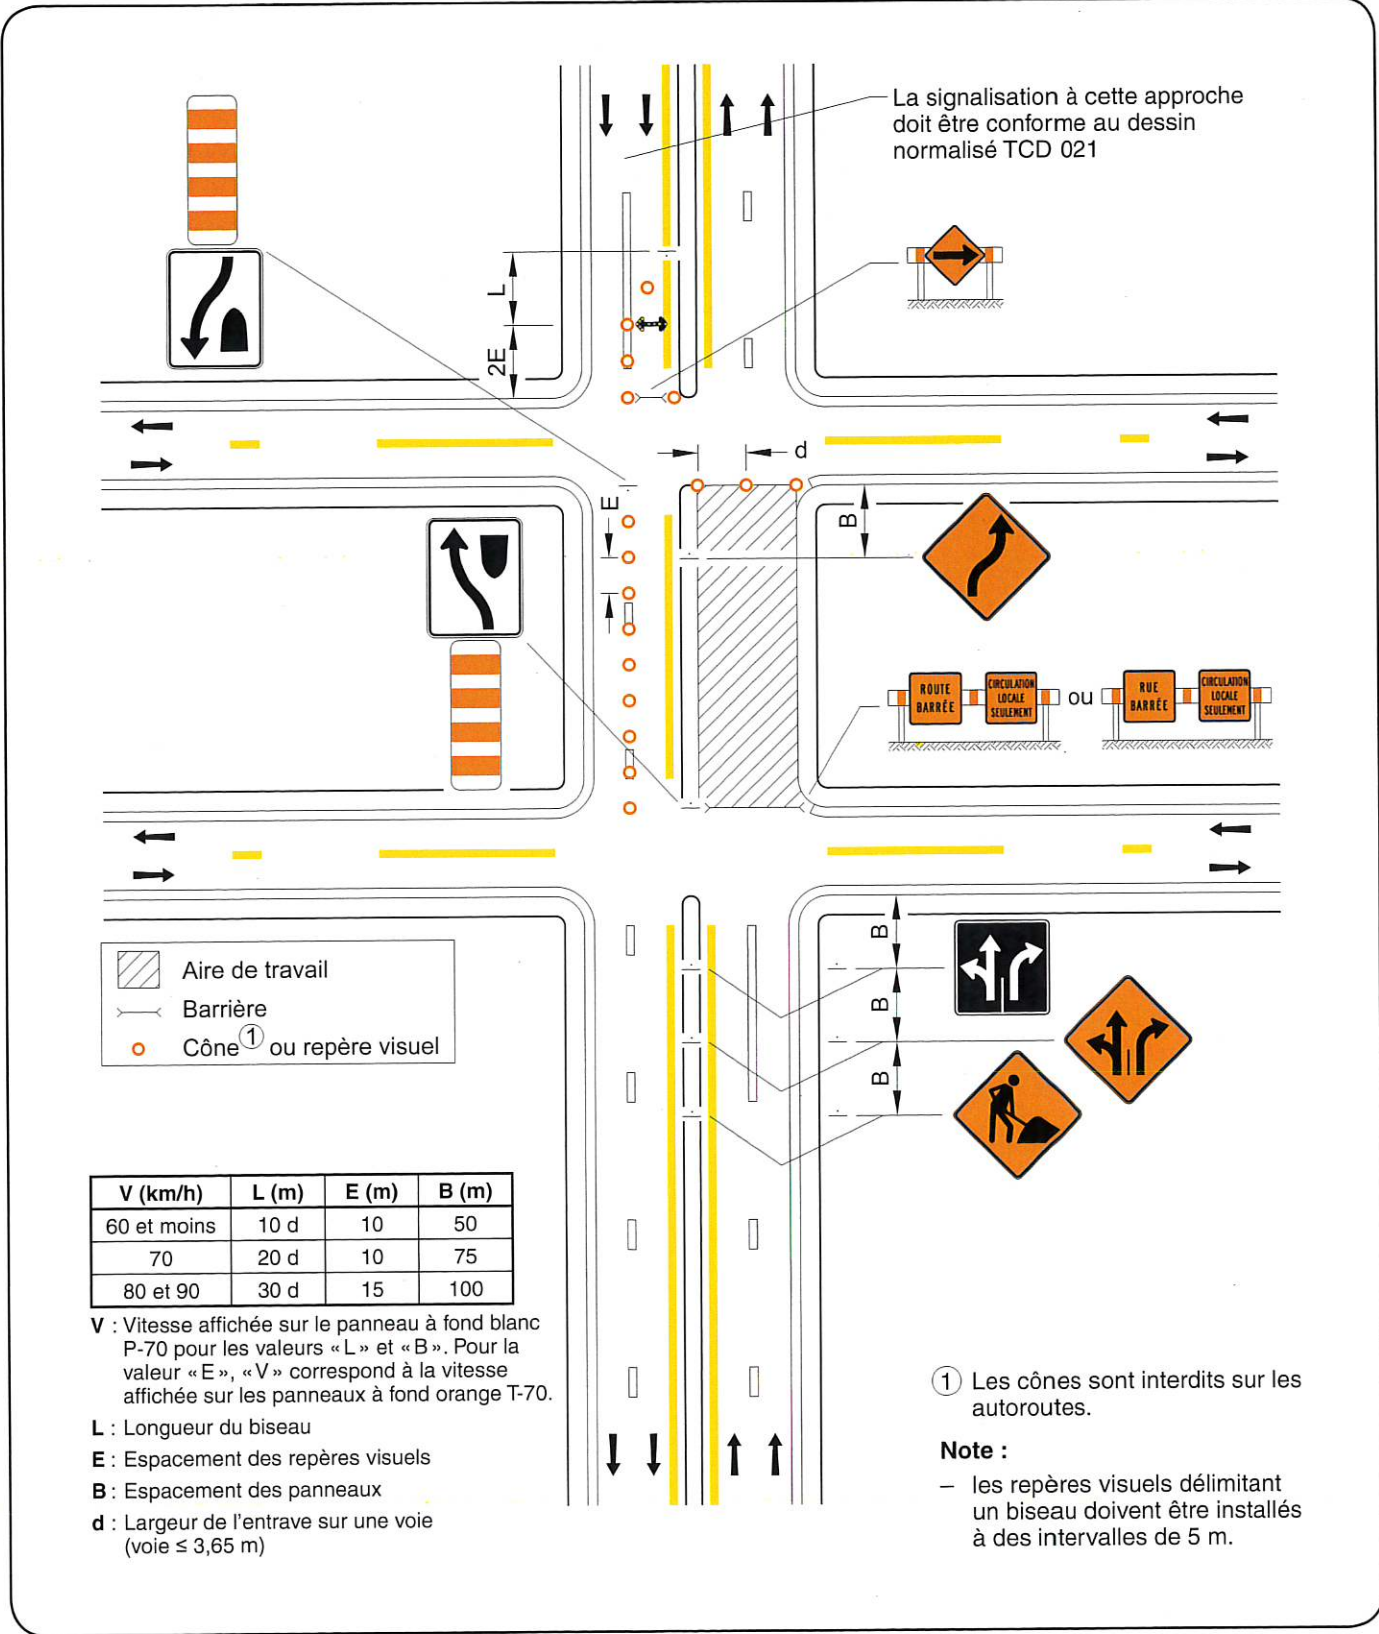 La signalisation à cette approche
doit être conforme au dessin
normalisé TCD 021
L
2E
d
E
B
ROUTE
BARRÉE
CIRCULATION
LOCALE
SEULEMENT
ou
RUE
BARRÉE
CIRCULATION
LOCALE
SEULEMENT
B
B
B
Aire de travail
Barrière
Cône ① ou repère visuel
V (km/h) L (m) E (m) B (m)
60 et moins 10 d 10 50
70 20 d 10 75
80 et 90 30 d 15 100
V : Vitesse affichée sur le panneau à fond blanc
P-70 pour les valeurs « L » et « B ». Pour la
valeur « E », « V » correspond à la vitesse
affichée sur les panneaux à fond orange T-70.
L : Longueur du biseau
E : Espacement des repères visuels
B : Espacement des panneaux
d : Largeur de l'entrave sur une voie
(voie ≤ 3,65 m)
① Les cônes sont interdits sur les
autoroutes.
Note :
– les repères visuels délimitant
un biseau doivent être installés
à des intervalles de 5 m.